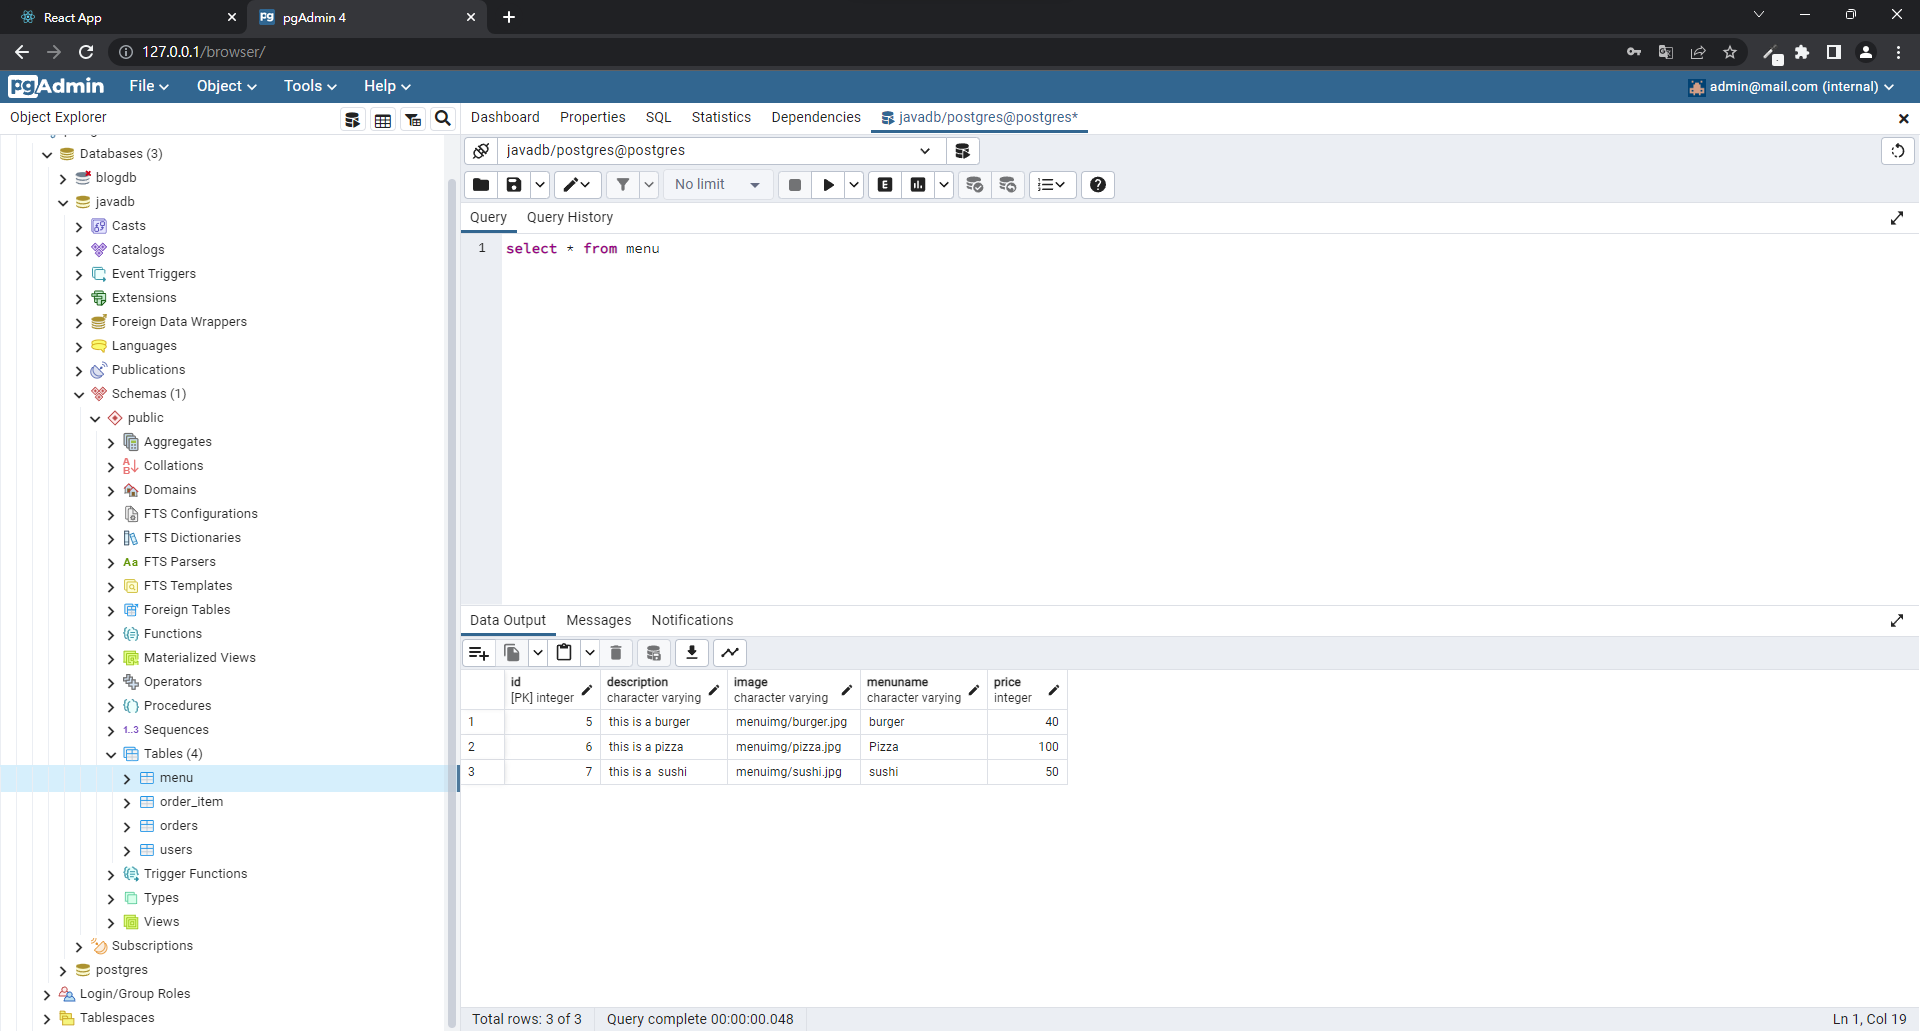 React App
pgAdmin 4
127.0.0.1/browser/
pgAdmin File Object Tools Help admin@mail.com (internal)
Object Explorer
Dashboard Properties SQL Statistics Dependencies javadb/postgres@postgres*
Databases (3)
blogdb
javadb
Casts
Catalogs
Event Triggers
Extensions
Foreign Data Wrappers
Languages
Publications
Schemas (1)
public
Aggregates
Collations
Domains
FTS Configurations
FTS Dictionaries
Aa FTS Parsers
FTS Templates
Foreign Tables
Functions
Materialized Views
Operators
Procedures
1..3 Sequences
Tables (4)
menu
order_item
orders
users
Trigger Functions
Types
Views
Subscriptions
postgres
Login/Group Roles
Tablespaces
javadb/postgres@postgres
No limit
E
Query Query History
1 select * from menu
Data Output Messages Notifications
id description image menuname price
[PK] integer character varying character varying character varying integer
1 5 this is a burger menuimg/burger.jpg burger 40
2 6 this is a pizza menuimg/pizza.jpg Pizza 100
3 7 this is a  sushi menuimg/sushi.jpg sushi 50
Total rows: 3 of 3 Query complete 00:00:00.048 Ln 1, Col 19